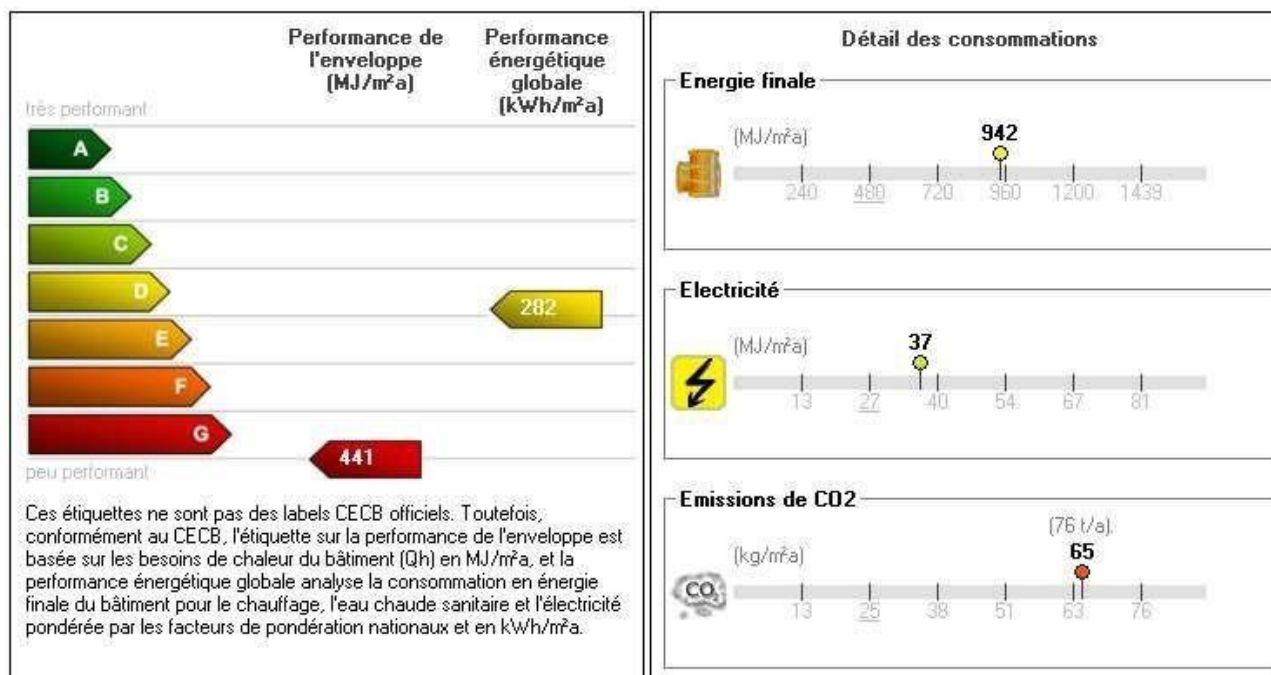 Performance de
l'enveloppe
(MJ/m²a)
Performance
énergétique
globale
(kWh/m²a)
très performant
A
B
C
D
282
E
F
G
441
peu performant
Ces étiquettes ne sont pas des labels CECB officiels. Toutefois,
conformément au CECB, l'étiquette sur la performance de l'enveloppe est
basée sur les besoins de chaleur du bâtiment (Qh) en MJ/m²a, et la
performance énergétique globale analyse la consommation en énergie
finale du bâtiment pour le chauffage, l'eau chaude sanitaire et l'électricité
pondérée par les facteurs de pondération nationaux et en kWh/m²a.
Détail des consommations
Energie finale
(MJ/m²a)
942
240 480 720 960 1200 1439
Electricité
(MJ/m²a)
37
13 27 40 54 67 81
Emissions de CO2
(76 t/a)
(kg/m²a)
65
CO₂
13 25 38 51 63 76